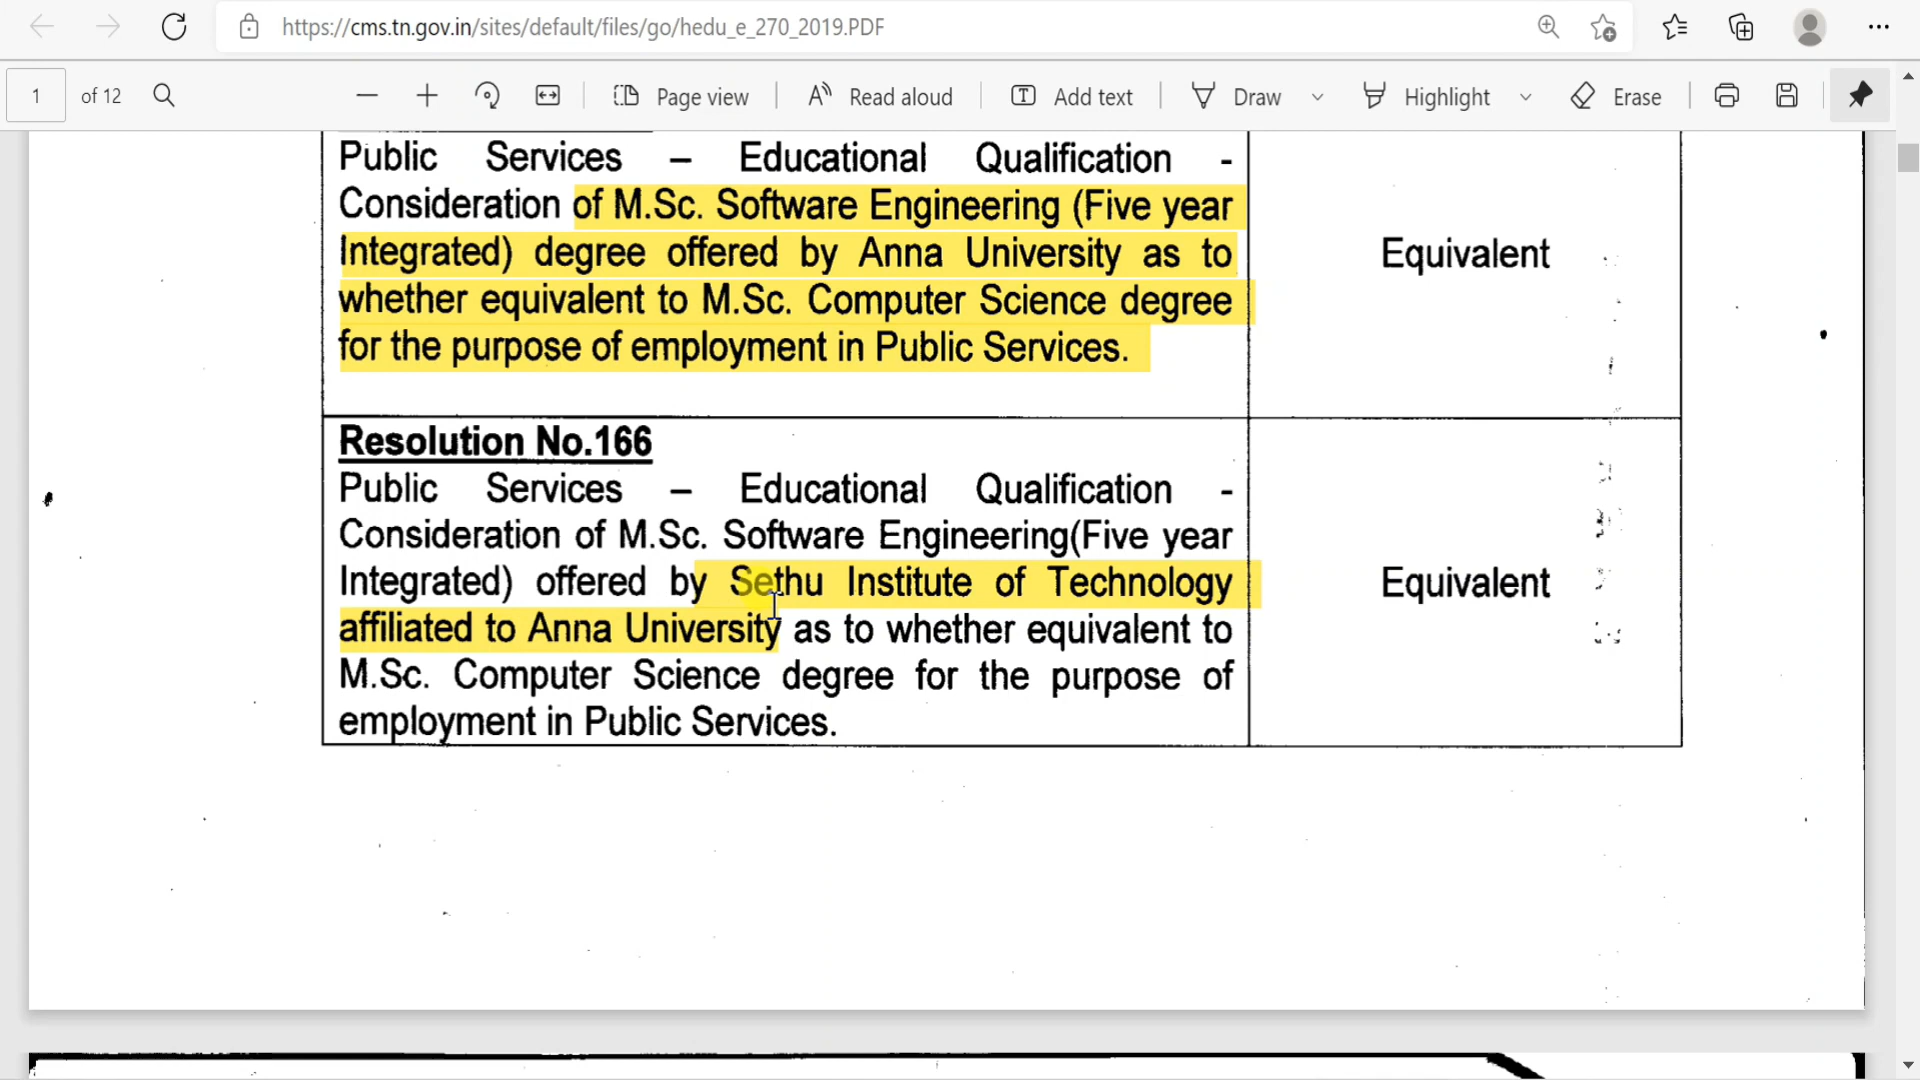 https://cms.tn.gov.in/sites/default/files/go/hedu_e_270_2019.PDF
1 of 12 Page view Read aloud Add text Draw Highlight Erase
Public Services – Educational Qualification -
Consideration of M.Sc. Software Engineering (Five year
Integrated) degree offered by Anna University as to
whether equivalent to M.Sc. Computer Science degree
for the purpose of employment in Public Services.
Equivalent
Resolution No.166
Public Services – Educational Qualification -
Consideration of M.Sc. Software Engineering(Five year
Integrated) offered by Sethu Institute of Technology
affiliated to Anna University as to whether equivalent to
M.Sc. Computer Science degree for the purpose of
employment in Public Services.
Equivalent